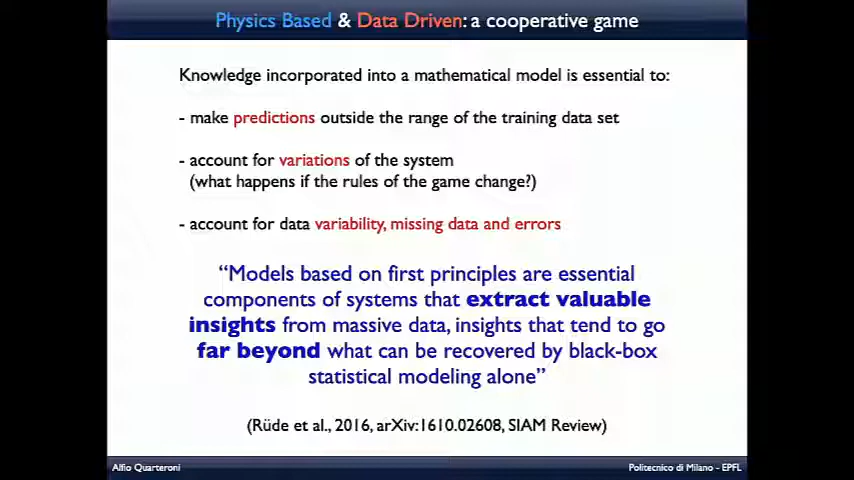 Physics Based & Data Driven: a cooperative game
Knowledge incorporated into a mathematical model is essential to:
- make predictions outside the range of the training data set
- account for variations of the system
(what happens if the rules of the game change?)
- account for data variability, missing data and errors
“Models based on first principles are essential
components of systems that extract valuable
insights from massive data, insights that tend to go
far beyond what can be recovered by black-box
statistical modeling alone”
(Rüde et al., 2016, arXiv:1610.02608, SIAM Review)
Alfio Quarteroni
Politecnico di Milano - EPFL